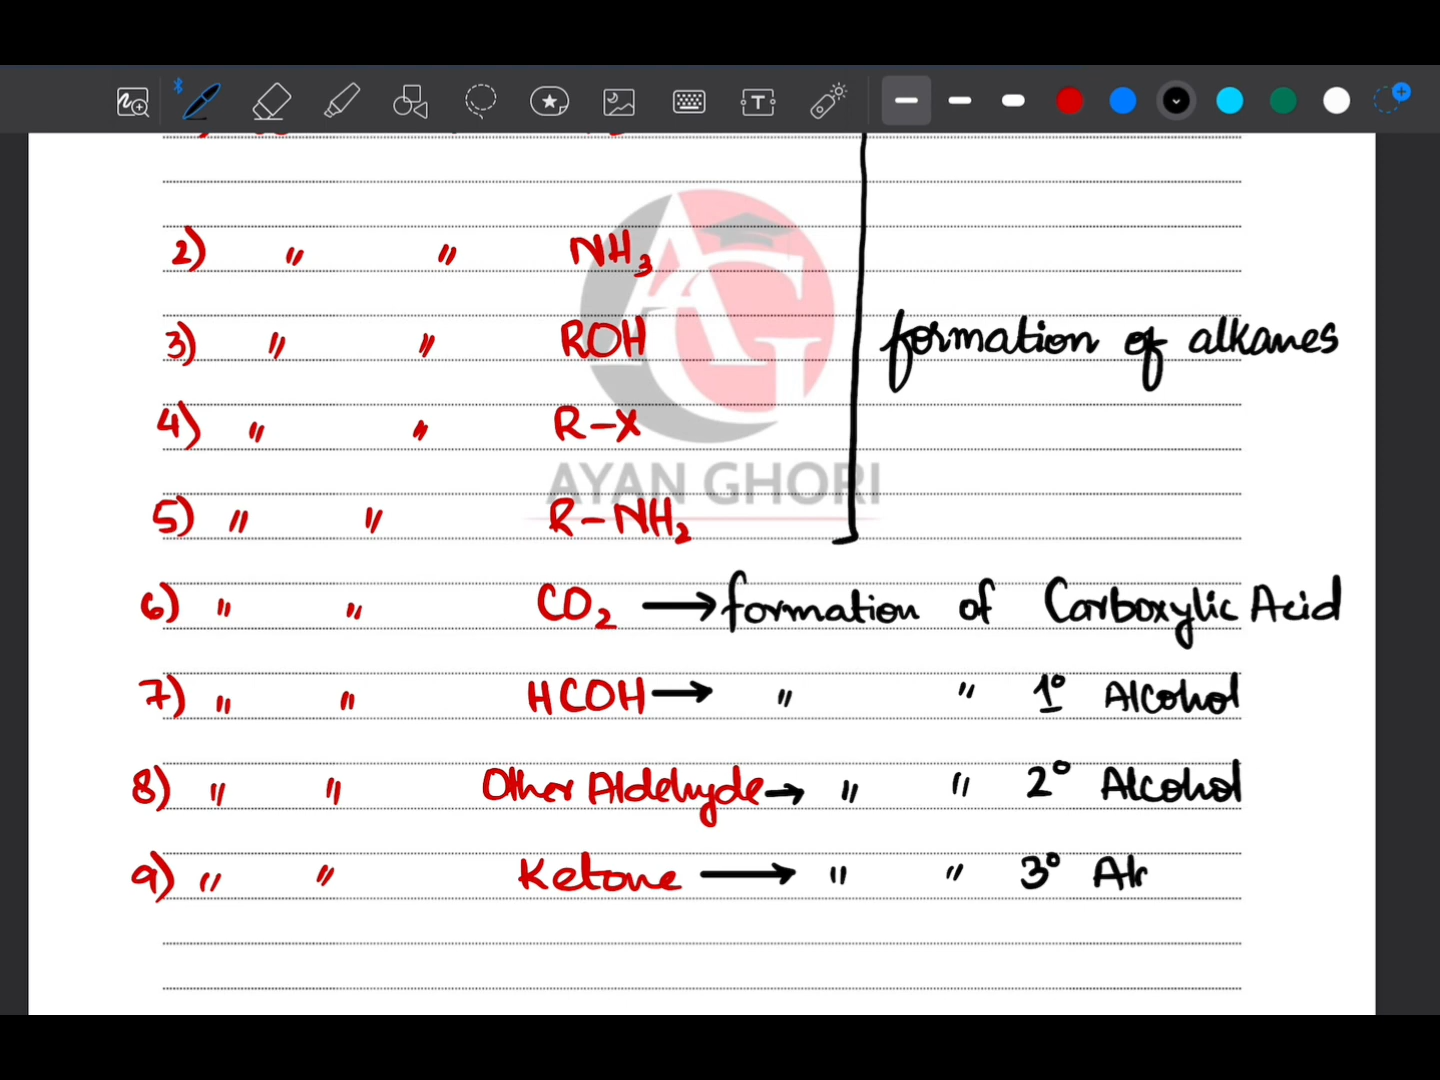 2) " " NH3
3) " " ROH
formation of alkanes
4) " " R-X
AYAN GHORI
5) " " R-NH2
6) " " CO2 → formation of Carboxylic Acid
7) " " HCOH → " " 1° Alcohol
8) " " Other Aldehyde → " " 2° Alcohol
9) " " Ketone → " " 3° Al